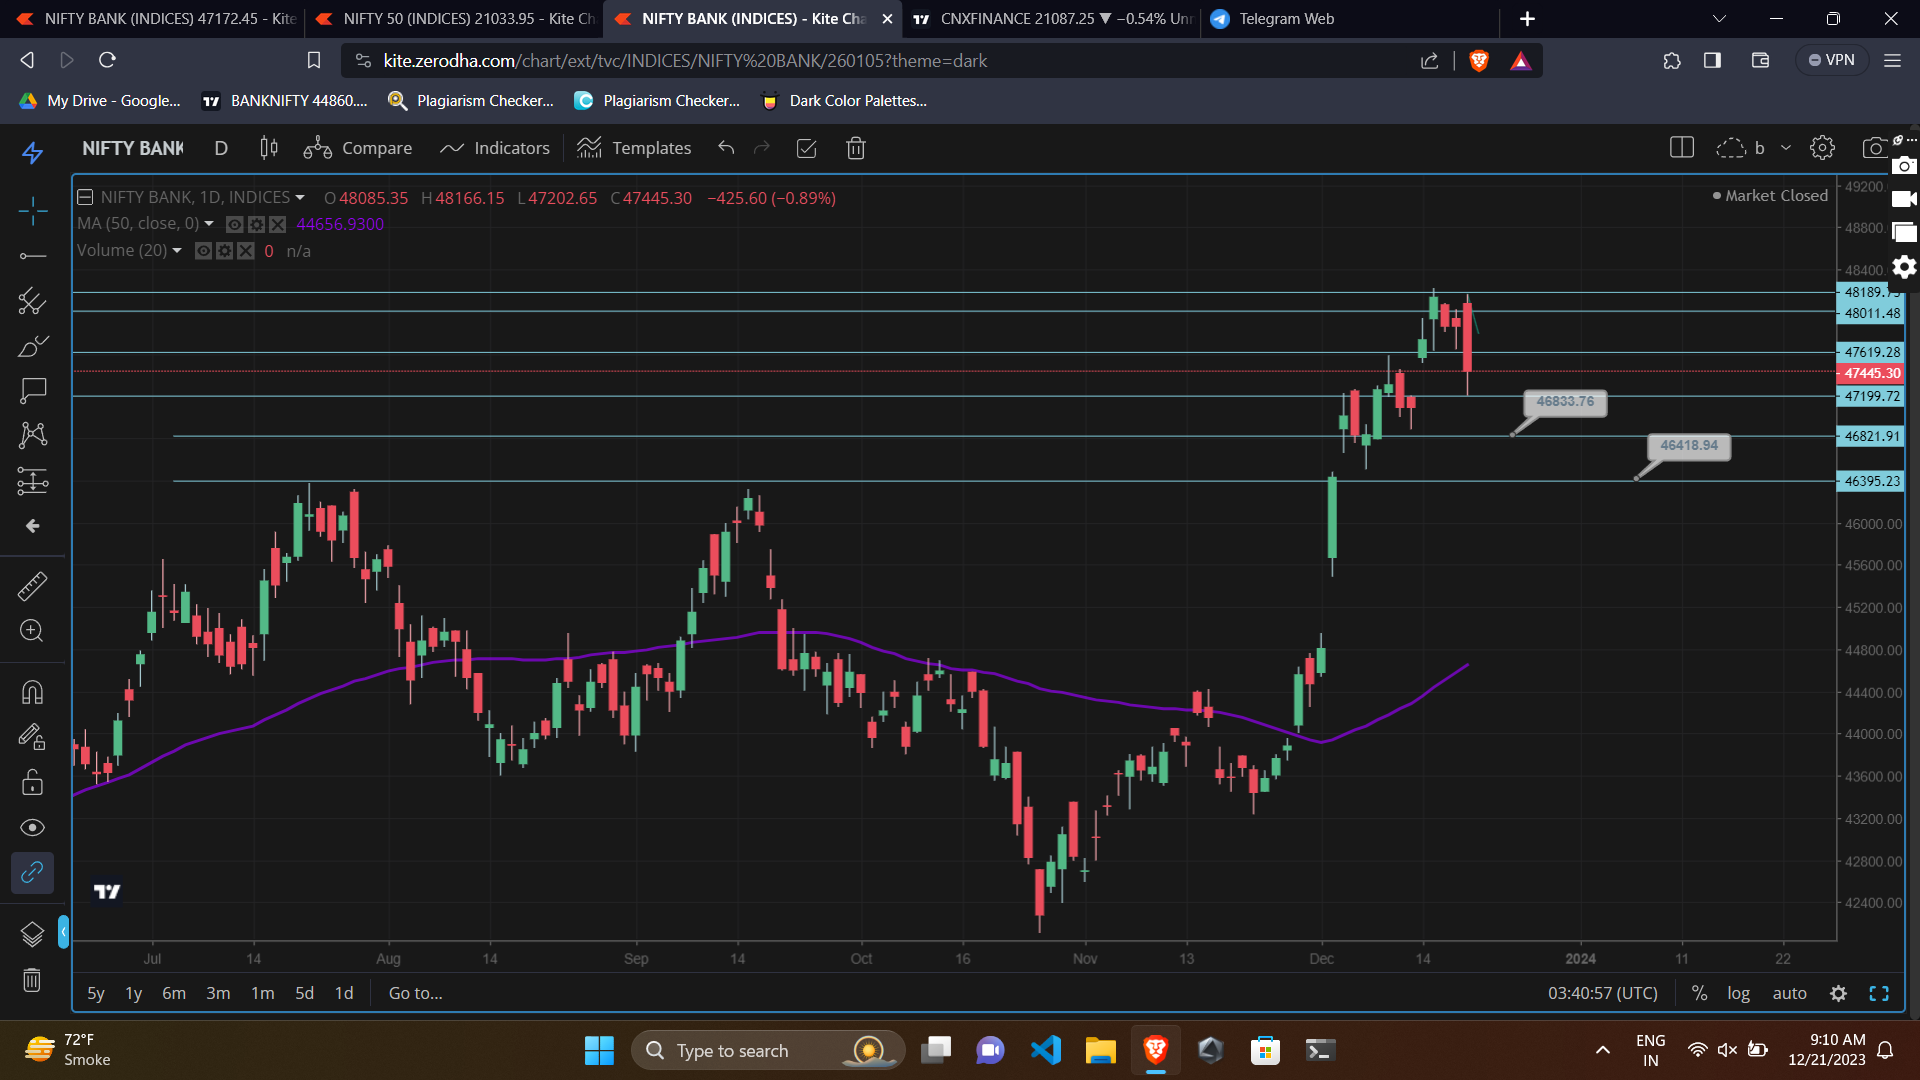 NIFTY BANK (INDICES) 47172.45 - Kite
NIFTY 50 (INDICES) 21033.95 - Kite Ch
NIFTY BANK (INDICES) - Kite Cha
CNXFINANCE 21087.25 ▼ −0.54% Unr
Telegram Web
kite.zerodha.com/chart/ext/tvc/INDICES/NIFTY%20BANK/260105?theme=dark
VPN
My Drive - Google...
BANKNIFTY 44860....
Plagiarism Checker...
Plagiarism Checker...
Dark Color Palettes...
NIFTY BANK
D
Compare
Indicators
Templates
b
NIFTY BANK, 1D, INDICES
O 48085.35 H 48166.15 L 47202.65 C 47445.30 −425.60 (−0.89%)
Market Closed
MA (50, close, 0)
44656.9300
Volume (20)
0 n/a
49200.
48800.
48400.
48189.73
48011.48
47619.28
47445.30
47199.72
46833.76
46821.91
46418.94
46395.23
46000.00
45600.00
45200.00
44800.00
44400.00
44000.00
43600.00
43200.00
42800.00
42400.00
Jul 14 Aug 14 Sep 14 Oct 16 Nov 13 Dec 14 2024 11 22
5y 1y 6m 3m 1m 5d 1d Go to...
03:40:57 (UTC) % log auto
72°F
Smoke
Type to search
ENG
IN
9:10 AM
12/21/2023